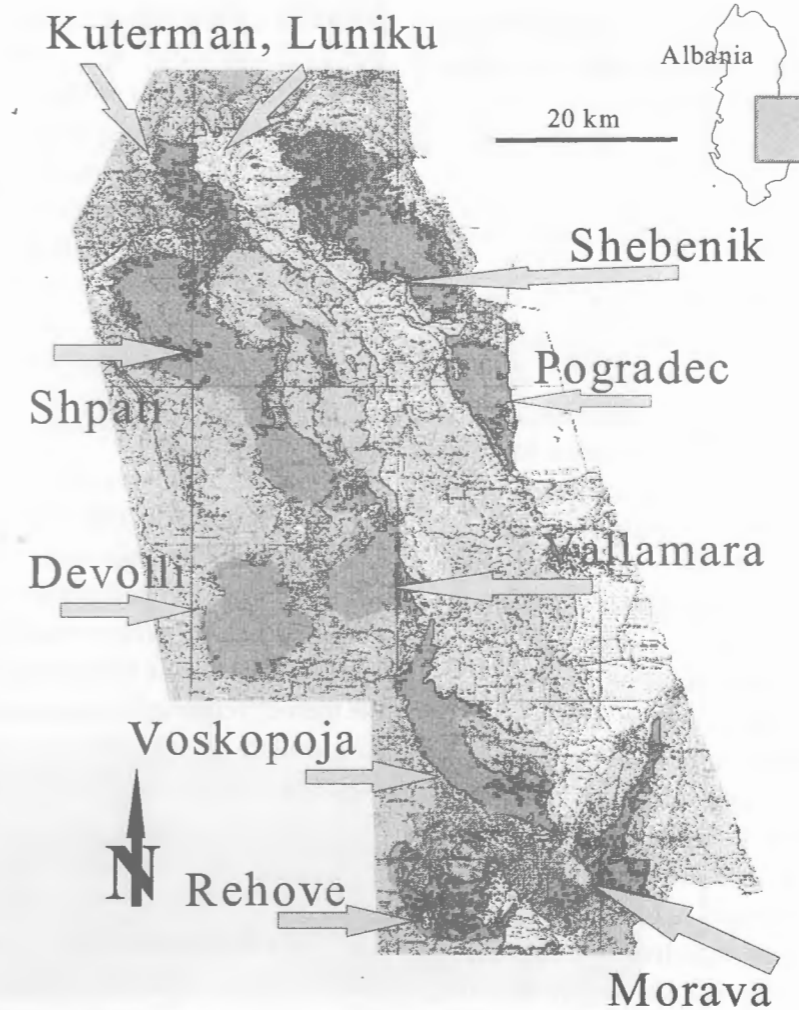 Kuterman, Luniku
Albania
20 km
Shebenik
Pogradec
Shpati
Devolli
Vallamara
Voskopoja
N
Rehove
Morava